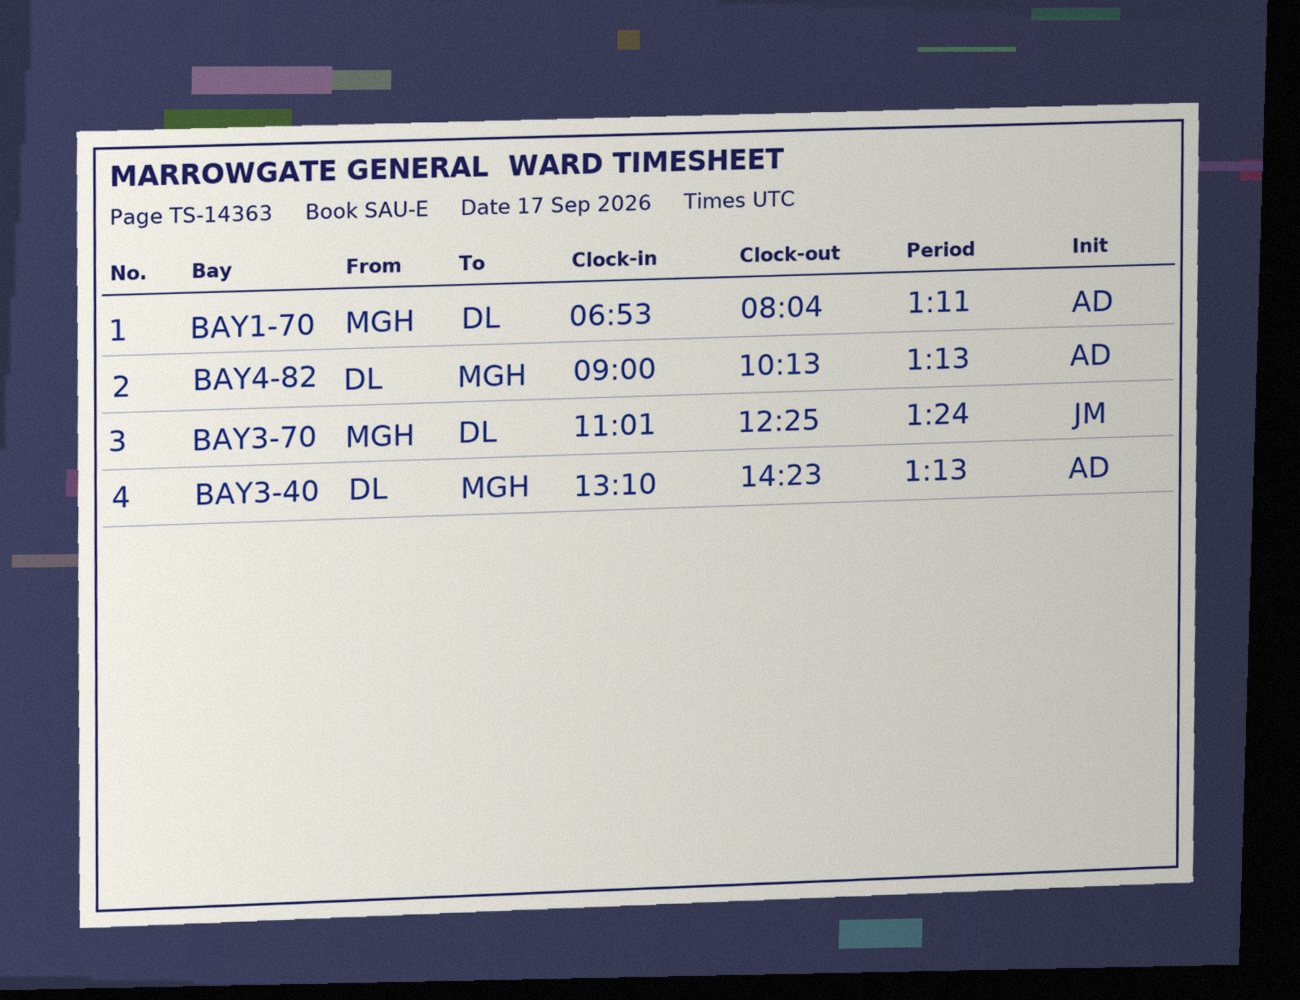 MARROWGATE GENERAL WARD TIMESHEET
Page TS-14363 Book SAU-E Date 17 Sep 2026 Times UTC
No. Bay From To Clock-in Clock-out Period Init
1 BAY1-70 MGH DL 06:53 08:04 1:11 AD
2 BAY4-82 DL MGH 09:00 10:13 1:13 AD
3 BAY3-70 MGH DL 11:01 12:25 1:24 JM
4 BAY3-40 DL MGH 13:10 14:23 1:13 AD